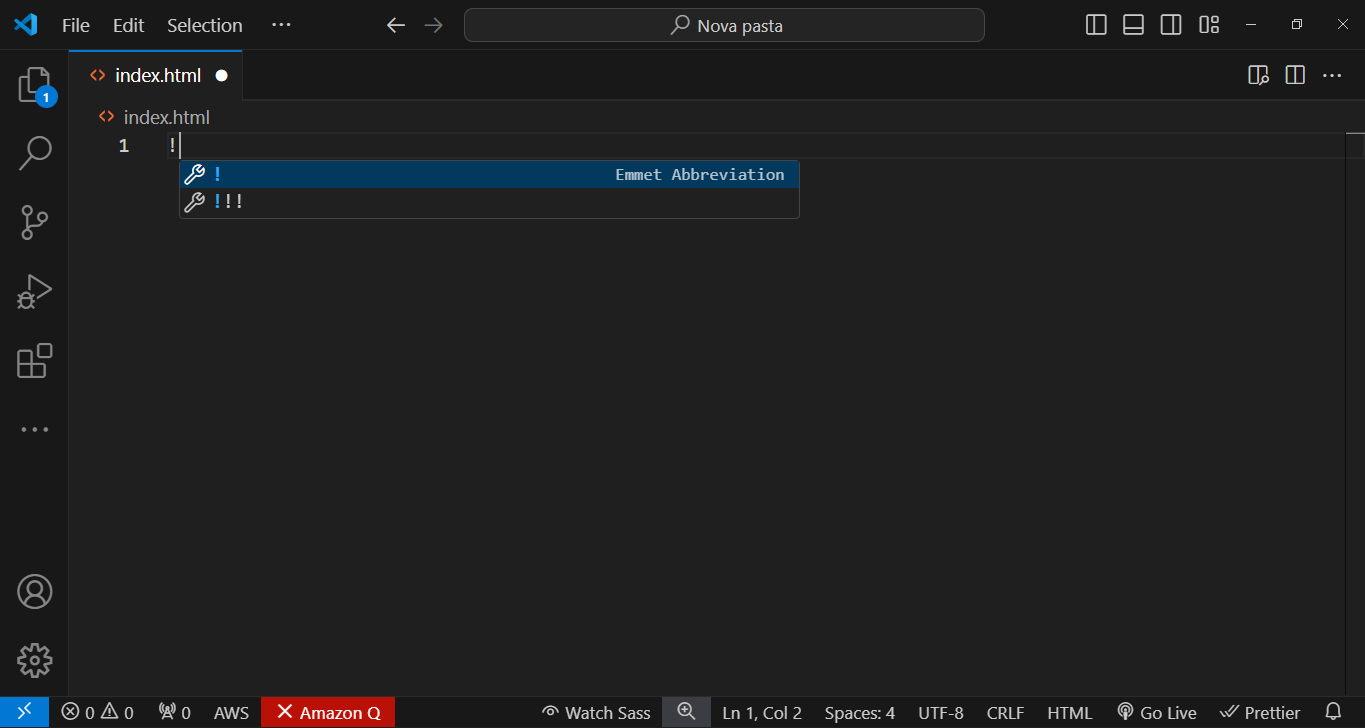 File Edit Selection ··· Nova pasta
index.html
1
index.html
1 !
! Emmet Abbreviation
!!!
0 0 0 AWS Amazon Q Watch Sass Ln 1, Col 2 Spaces: 4 UTF-8 CRLF HTML Go Live Prettier